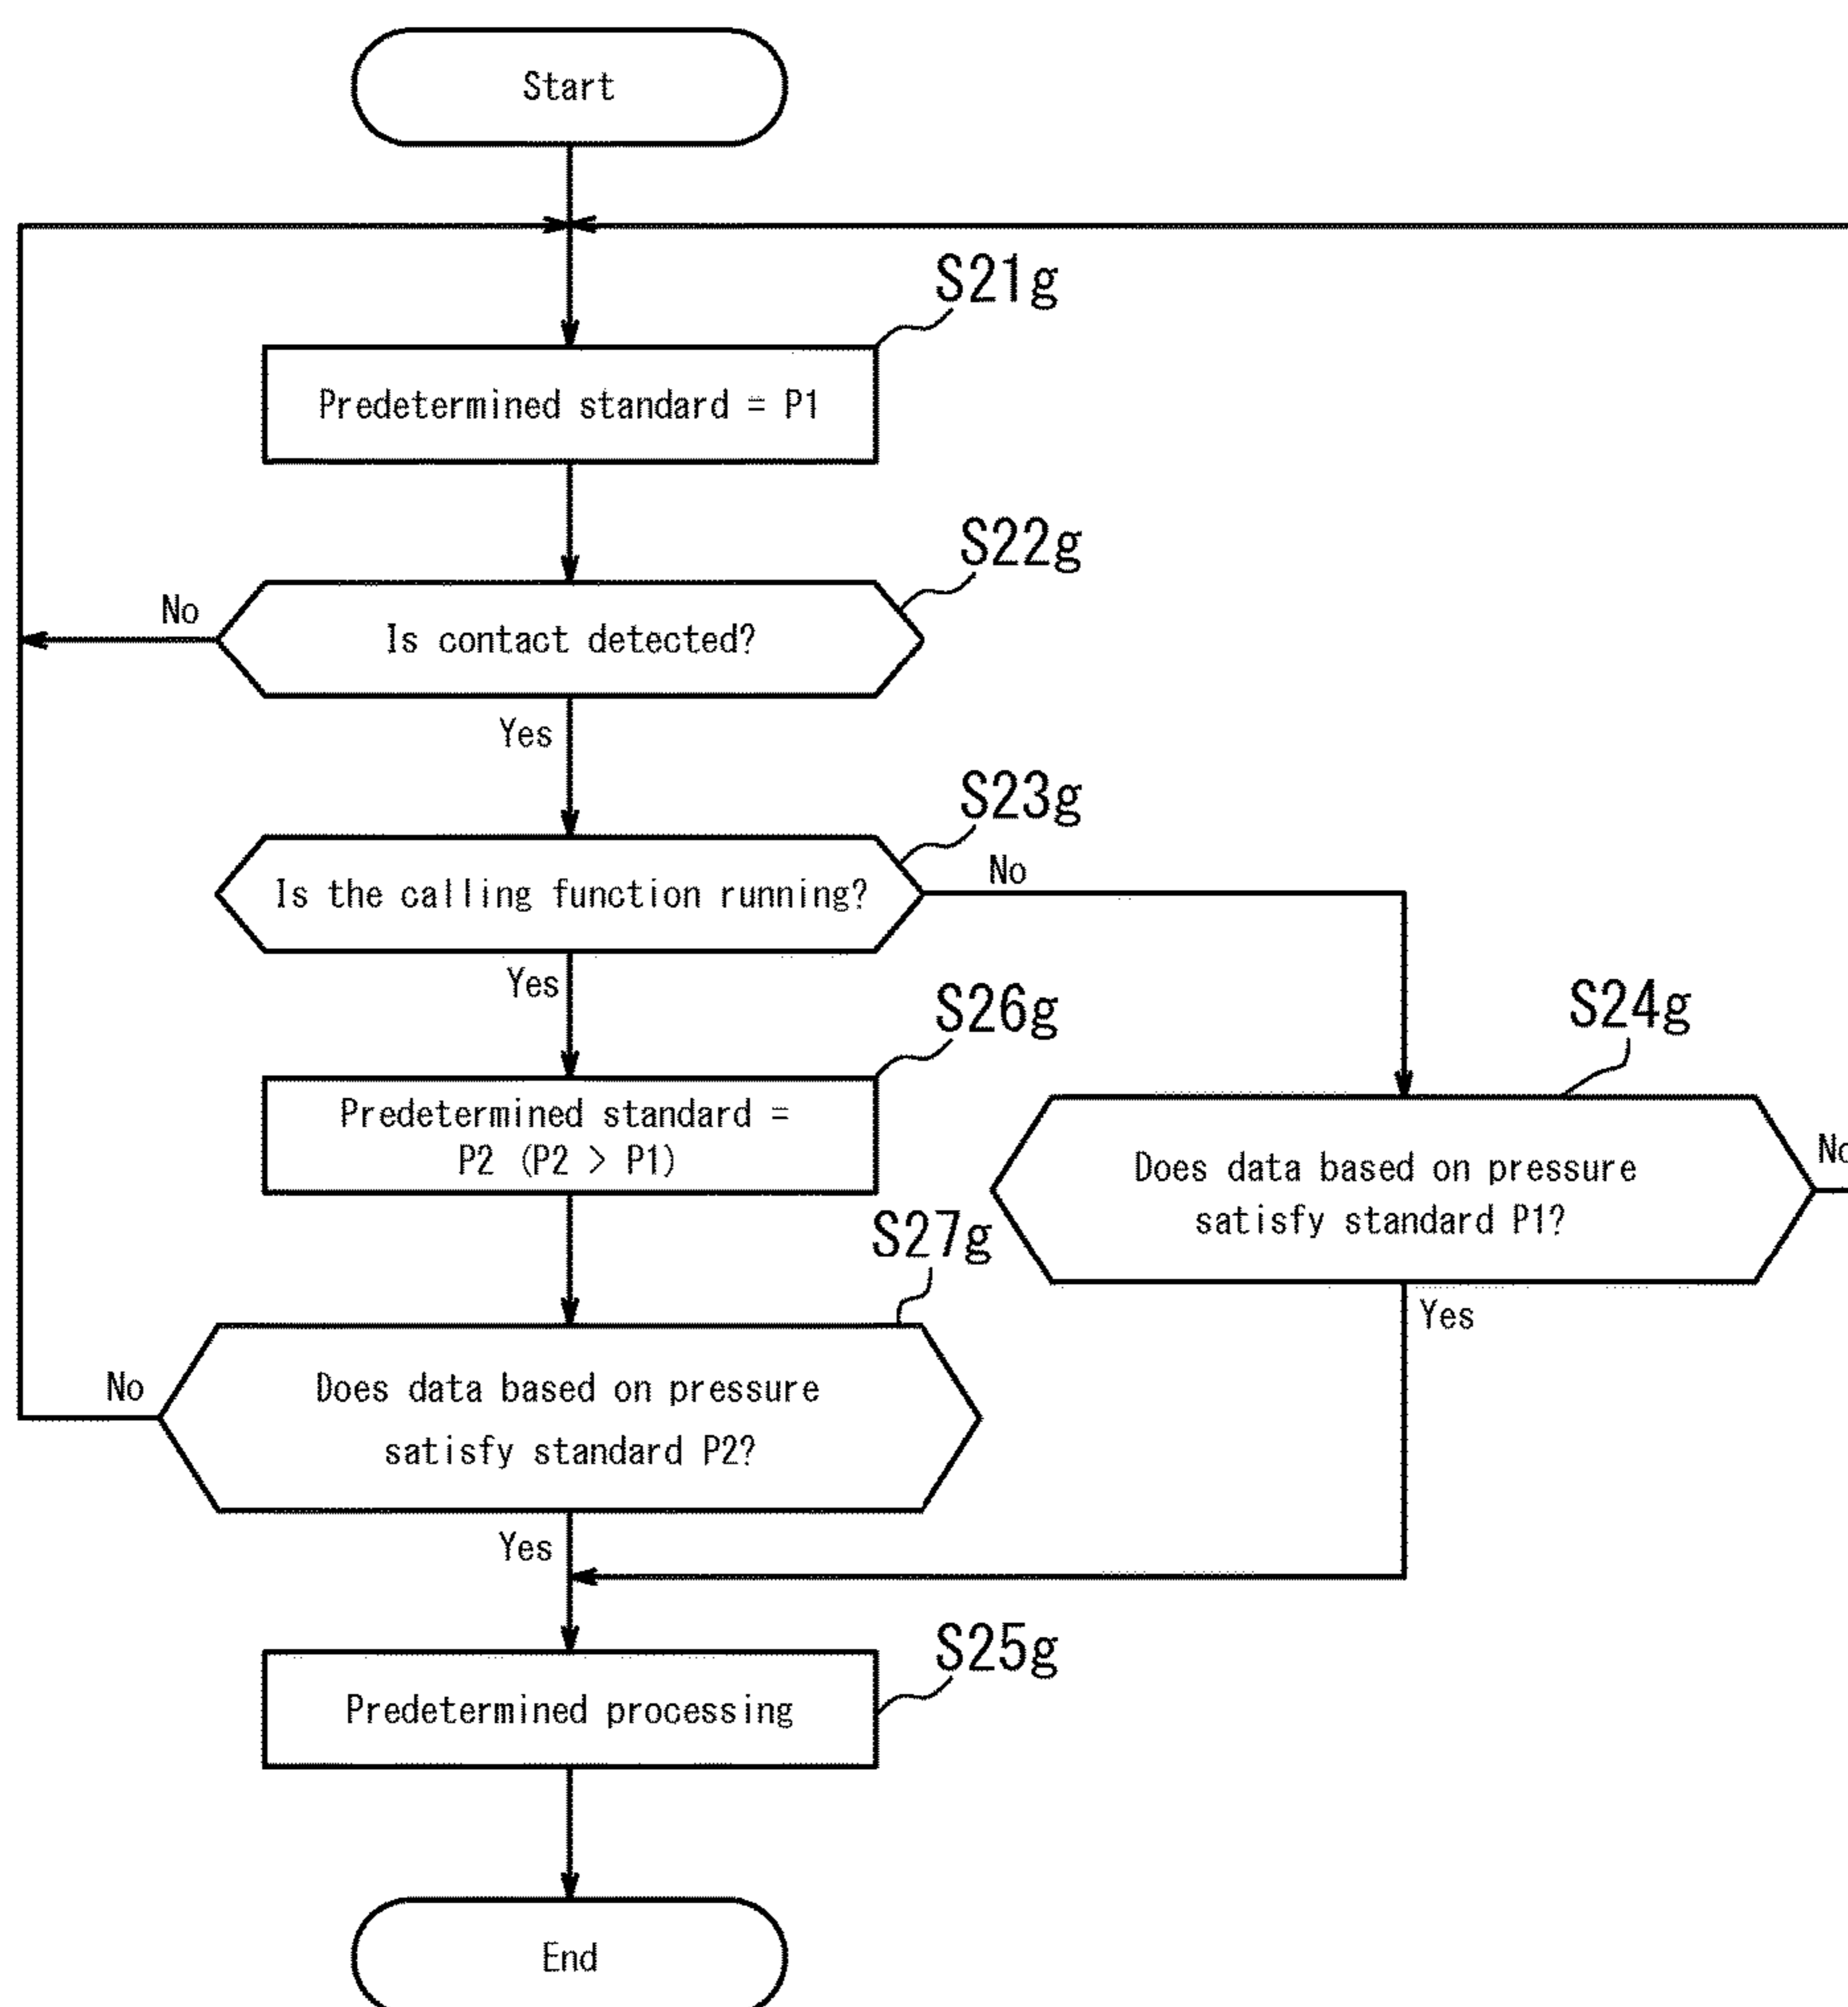 Start
S21g
Predetermined standard = P1
S22g
No
Is contact detected?
Yes
S23g
No
Is the calling function running?
Yes
S26g
S24g
Predetermined standard =
P2 (P2 > P1)
No
Does data based on pressure
satisfy standard P1?
S27g
Yes
No
Does data based on pressure
satisfy standard P2?
Yes
S25g
Predetermined processing
End